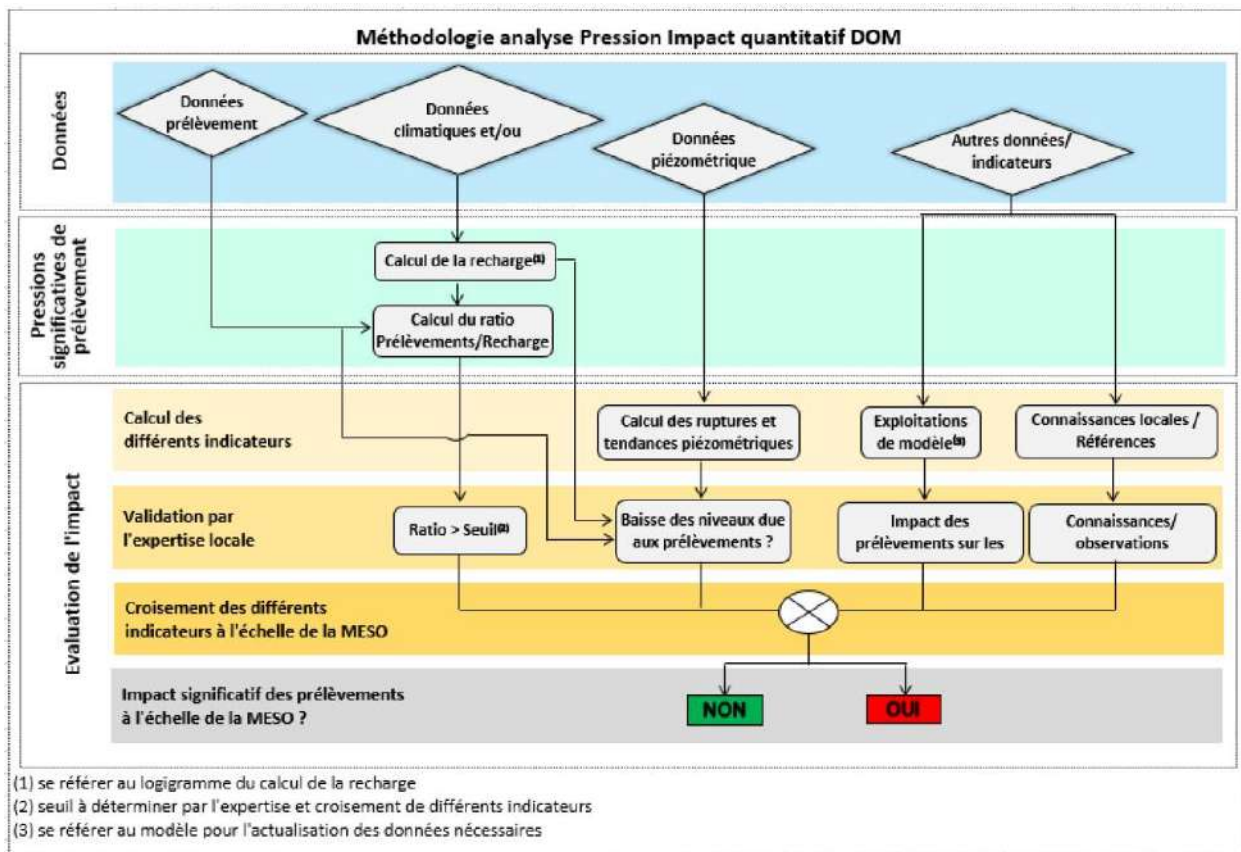 Méthodologie analyse Pression Impact quantitatif DOM
Données
Données
prélèvement
Données
climatiques et/ou
Données
piézométrique
Autres données/
indicateurs
Pressions
significatives de
prélèvement
Calcul de la recharge(1)
Calcul du ratio
Prélèvements/Recharge
Evaluation de l'impact
Calcul des
différents indicateurs
Calcul des ruptures et
tendances piézométriques
Exploitations
de modèle(3)
Connaissances locales /
Références
Validation par
l'expertise locale
Ratio > Seuil(2)
Baisse des niveaux due
aux prélèvements ?
Impact des
prélèvements sur les
Connaissances/
observations
Croisement des différents
indicateurs à l'échelle de la MESO
Impact significatif des prélèvements
à l'échelle de la MESO ?
NON
OUI
(1) se référer au logigramme du calcul de la recharge
(2) seuil à déterminer par l'expertise et croisement de différents indicateurs
(3) se référer au modèle pour l'actualisation des données nécessaires